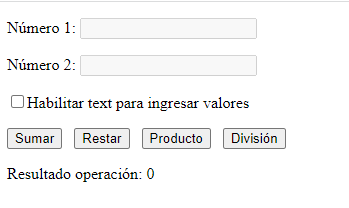 Número 1:
Número 2:
Habilitar text para ingresar valores
Sumar Restar Producto División
Resultado operación: 0